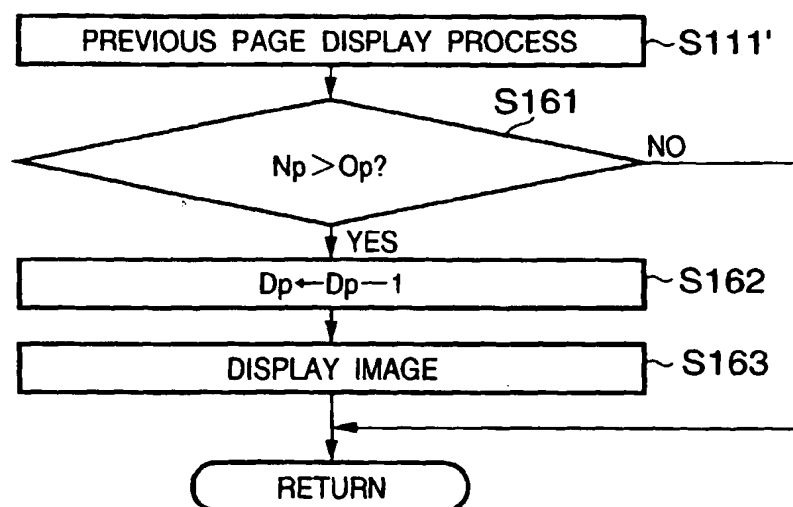 PREVIOUS PAGE DISPLAY PROCESS
S111'
S161
Np>Op?
NO
YES
Dp←Dp−1
S162
DISPLAY IMAGE
S163
RETURN